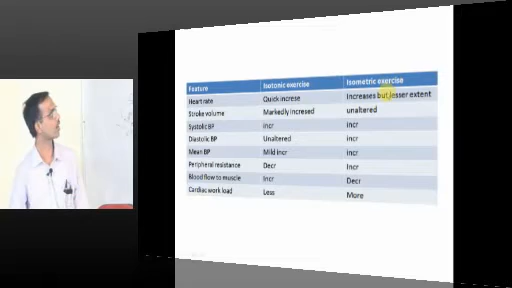 Feature Isotonic exercise Isometric exercise
Heart rate Quick increse Increases but lesser extent
Stroke volume Markedly incresed unaltered
Systolic BP Incr incr
Diastolic BP Unaltered incr
Mean BP Mild incr incr
Peripheral resistance Decr Incr
Blood flow to muscle Incr Decr
Cardiac work load Less More